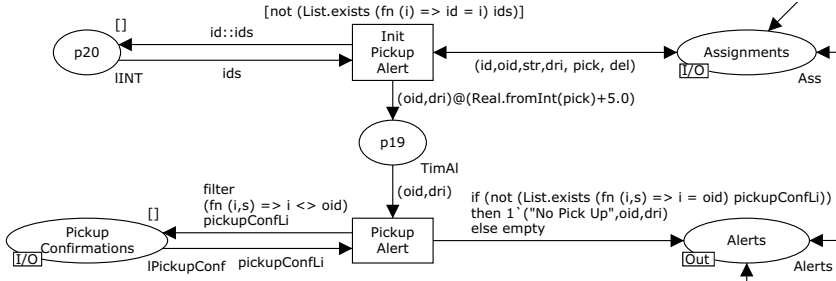 [not (List.exists (fn (i) => id = i) ids)]
[]
id::ids
p20
lINT
ids
Init
Pickup
Alert
(id,oid,str,dri, pick, del)
Assignments
I/O
Ass
(oid,dri)@(Real.fromInt(pick)+5.0)
p19
TimAl
(oid,dri)
filter
(fn (i,s) => i <> oid)
pickupConfLi
[]
Pickup
Confirmations
I/O
lPickupConf
pickupConfLi
Pickup
Alert
if (not (List.exists (fn (i,s) => i = oid) pickupConfLi))
then 1`("No Pick Up",oid,dri)
else empty
Alerts
Out
Alerts